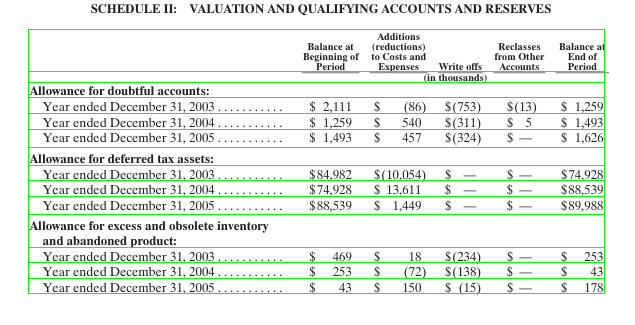 SCHEDULE II: VALUATION AND QUALIFYING ACCOUNTS AND RESERVES
Balance at Beginning of Period Additions (reductions) to Costs and Expenses Write offs Reclasses from Other Accounts Balance at End of Period
(in thousands)
Allowance for doubtful accounts:
Year ended December 31, 2003 . . . . . . . . . . . $ 2,111 $ (86) $(753) $(13) $ 1,259
Year ended December 31, 2004 . . . . . . . . . . . $ 1,259 $ 540 $(311) $ 5 $ 1,493
Year ended December 31, 2005 . . . . . . . . . . . $ 1,493 $ 457 $(324) $ — $ 1,626
Allowance for deferred tax assets:
Year ended December 31, 2003 . . . . . . . . . . . $84,982 $(10,054) $ — $ — $74,928
Year ended December 31, 2004 . . . . . . . . . . . $74,928 $ 13,611 $ — $ — $88,539
Year ended December 31, 2005 . . . . . . . . . . . $88,539 $ 1,449 $ — $ — $89,988
Allowance for excess and obsolete inventory
and abandoned product:
Year ended December 31, 2003 . . . . . . . . . . . $ 469 $ 18 $(234) $ — $ 253
Year ended December 31, 2004 . . . . . . . . . . . $ 253 $ (72) $(138) $ — $ 43
Year ended December 31, 2005 . . . . . . . . . . . $ 43 $ 150 $ (15) $ — $ 178